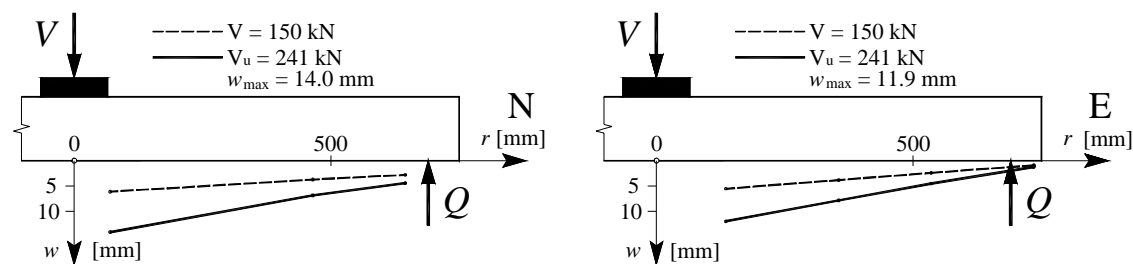 V
V = 150 kN
Vu = 241 kN
wmax = 14.0 mm
N
0
500
r [mm]
5
10
Q
w [mm]
V
V = 150 kN
Vu = 241 kN
wmax = 11.9 mm
E
0
500
r [mm]
5
10
Q
w [mm]